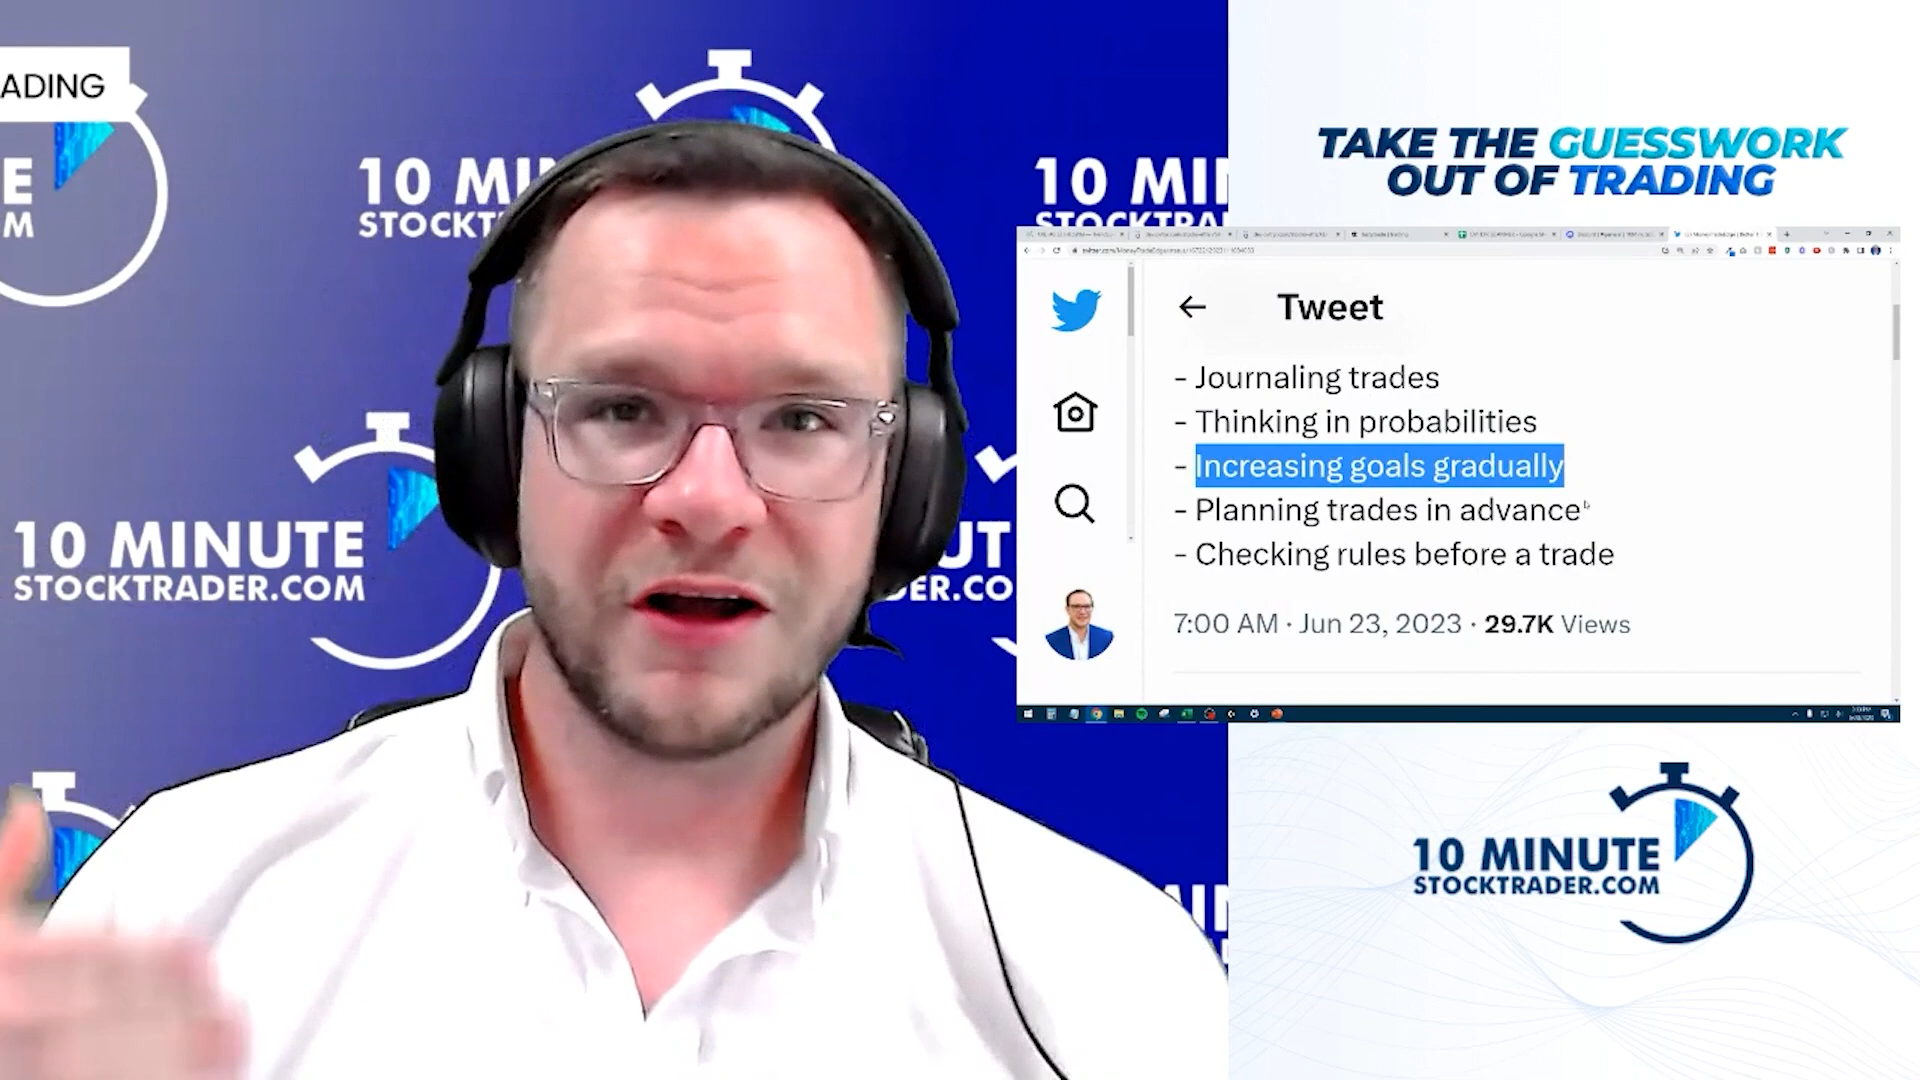 ADING
E
M
10 MI
STOCKT
10 MI
STOCKTRA
10 MINUTE
STOCKTRADER.COM
UT
DER.CO
TAKE THE GUESSWORK
OUT OF TRADING
Tweet
- Journaling trades
- Thinking in probabilities
- Increasing goals gradually
- Planning trades in advance
- Checking rules before a trade
7:00 AM · Jun 23, 2023 · 29.7K Views
10 MINUTE
STOCKTRADER.COM